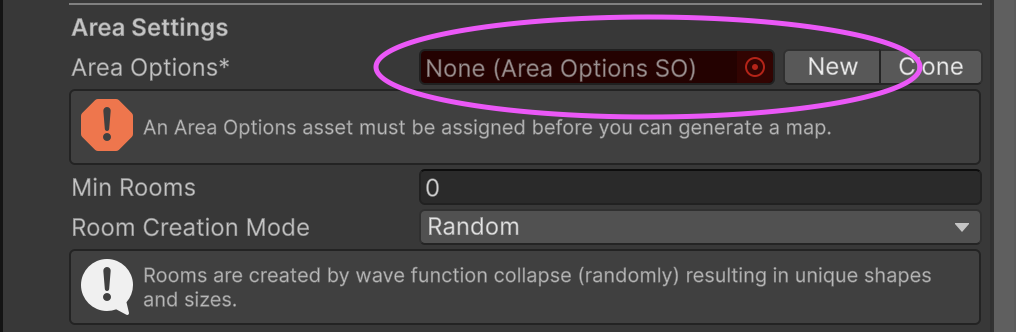 Area Settings
Area Options* None (Area Options SO) New Clone
An Area Options asset must be assigned before you can generate a map.
Min Rooms 0
Room Creation Mode Random
Rooms are created by wave function collapse (randomly) resulting in unique shapes
and sizes.